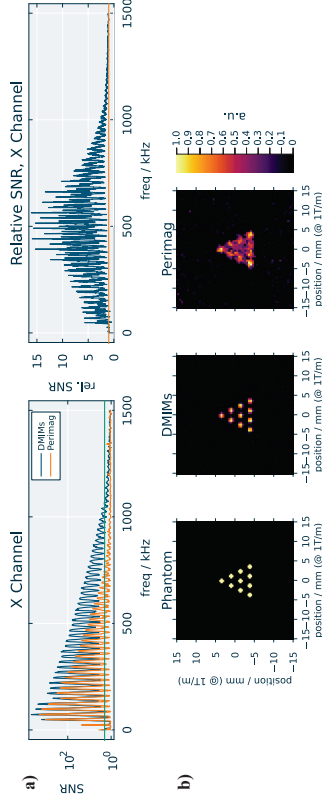 a)
X Channel
SNR
10²
10⁰
DMIMs
Perimag
0
500
1000
1500
freq / kHz
Relative SNR, X Channel
rel. SNR
15
10
5
0
0
500
1000
1500
freq / kHz
b)
Phantom
position / mm (@ 1T/m)
15
10
5
0
−5
−10
−15
−15−10 −5 0 5 10 15
position / mm (@ 1T/m)
DMIMs
−15−10 −5 0 5 10 15
position / mm (@ 1T/m)
Perimag
−15−10 −5 0 5 10 15
position / mm (@ 1T/m)
1.0
0.9
0.8
0.7
0.6
0.5
0.4
0.3
0.2
0.1
0
a.u.